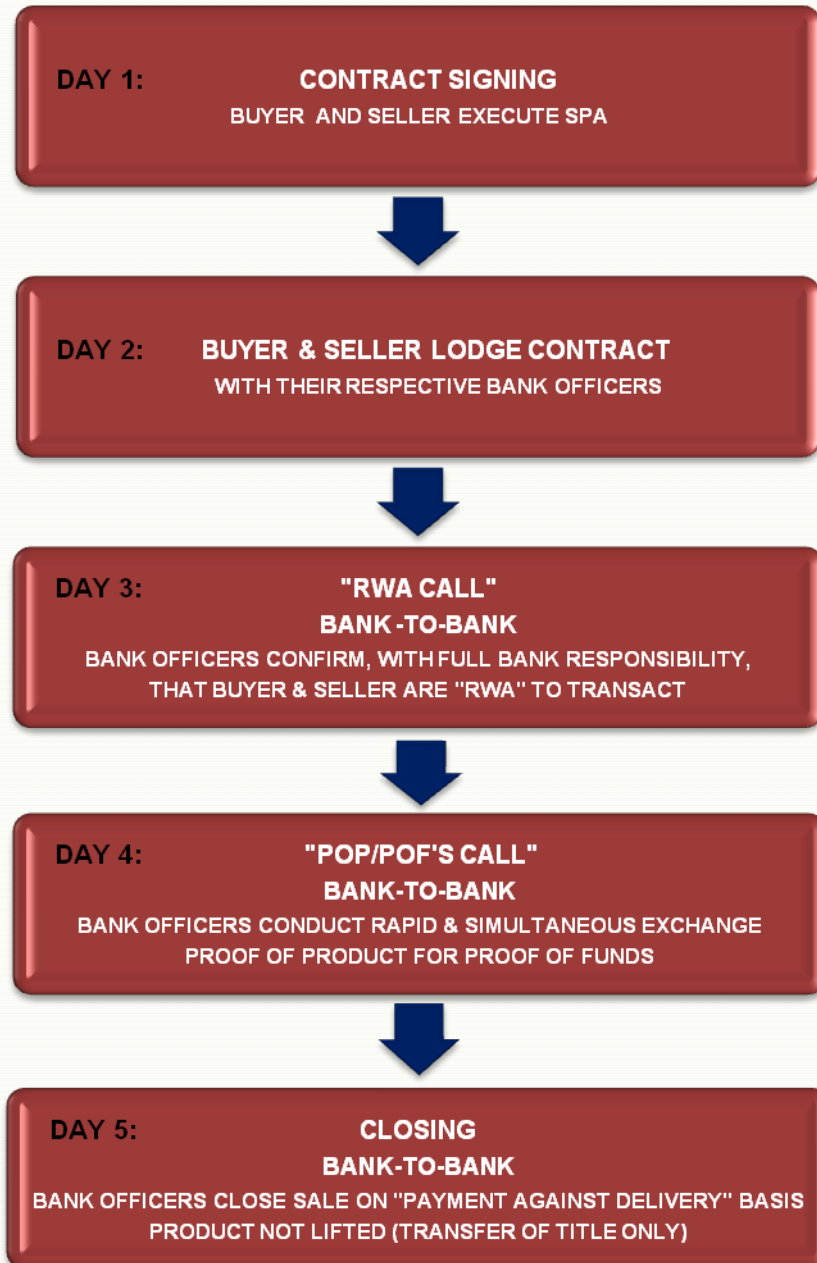 DAY 1: CONTRACT SIGNING
BUYER AND SELLER EXECUTE SPA
DAY 2: BUYER & SELLER LODGE CONTRACT
WITH THEIR RESPECTIVE BANK OFFICERS
DAY 3: "RWA CALL"
BANK -TO-BANK
BANK OFFICERS CONFIRM, WITH FULL BANK RESPONSIBILITY,
THAT BUYER & SELLER ARE "RWA" TO TRANSACT
DAY 4: "POP/POF'S CALL"
BANK-TO-BANK
BANK OFFICERS CONDUCT RAPID & SIMULTANEOUS EXCHANGE
PROOF OF PRODUCT FOR PROOF OF FUNDS
DAY 5: CLOSING
BANK-TO-BANK
BANK OFFICERS CLOSE SALE ON "PAYMENT AGAINST DELIVERY" BASIS
PRODUCT NOT LIFTED (TRANSFER OF TITLE ONLY)